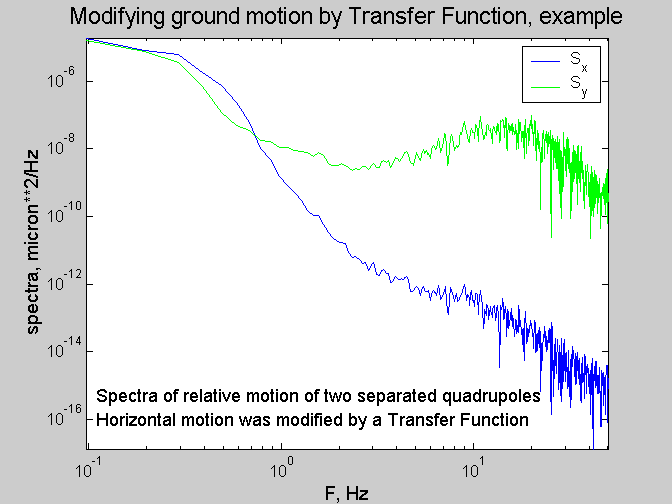 Modifying ground motion by Transfer Function, example
S_x
S_y
10^-6
10^-8
10^-10
10^-12
10^-14
10^-16
spectra, micron**2/Hz
Spectra of relative motion of two separated quadrupoles
Horizontal motion was modified by a Transfer Function
10^-1 10^0 10^1
F, Hz